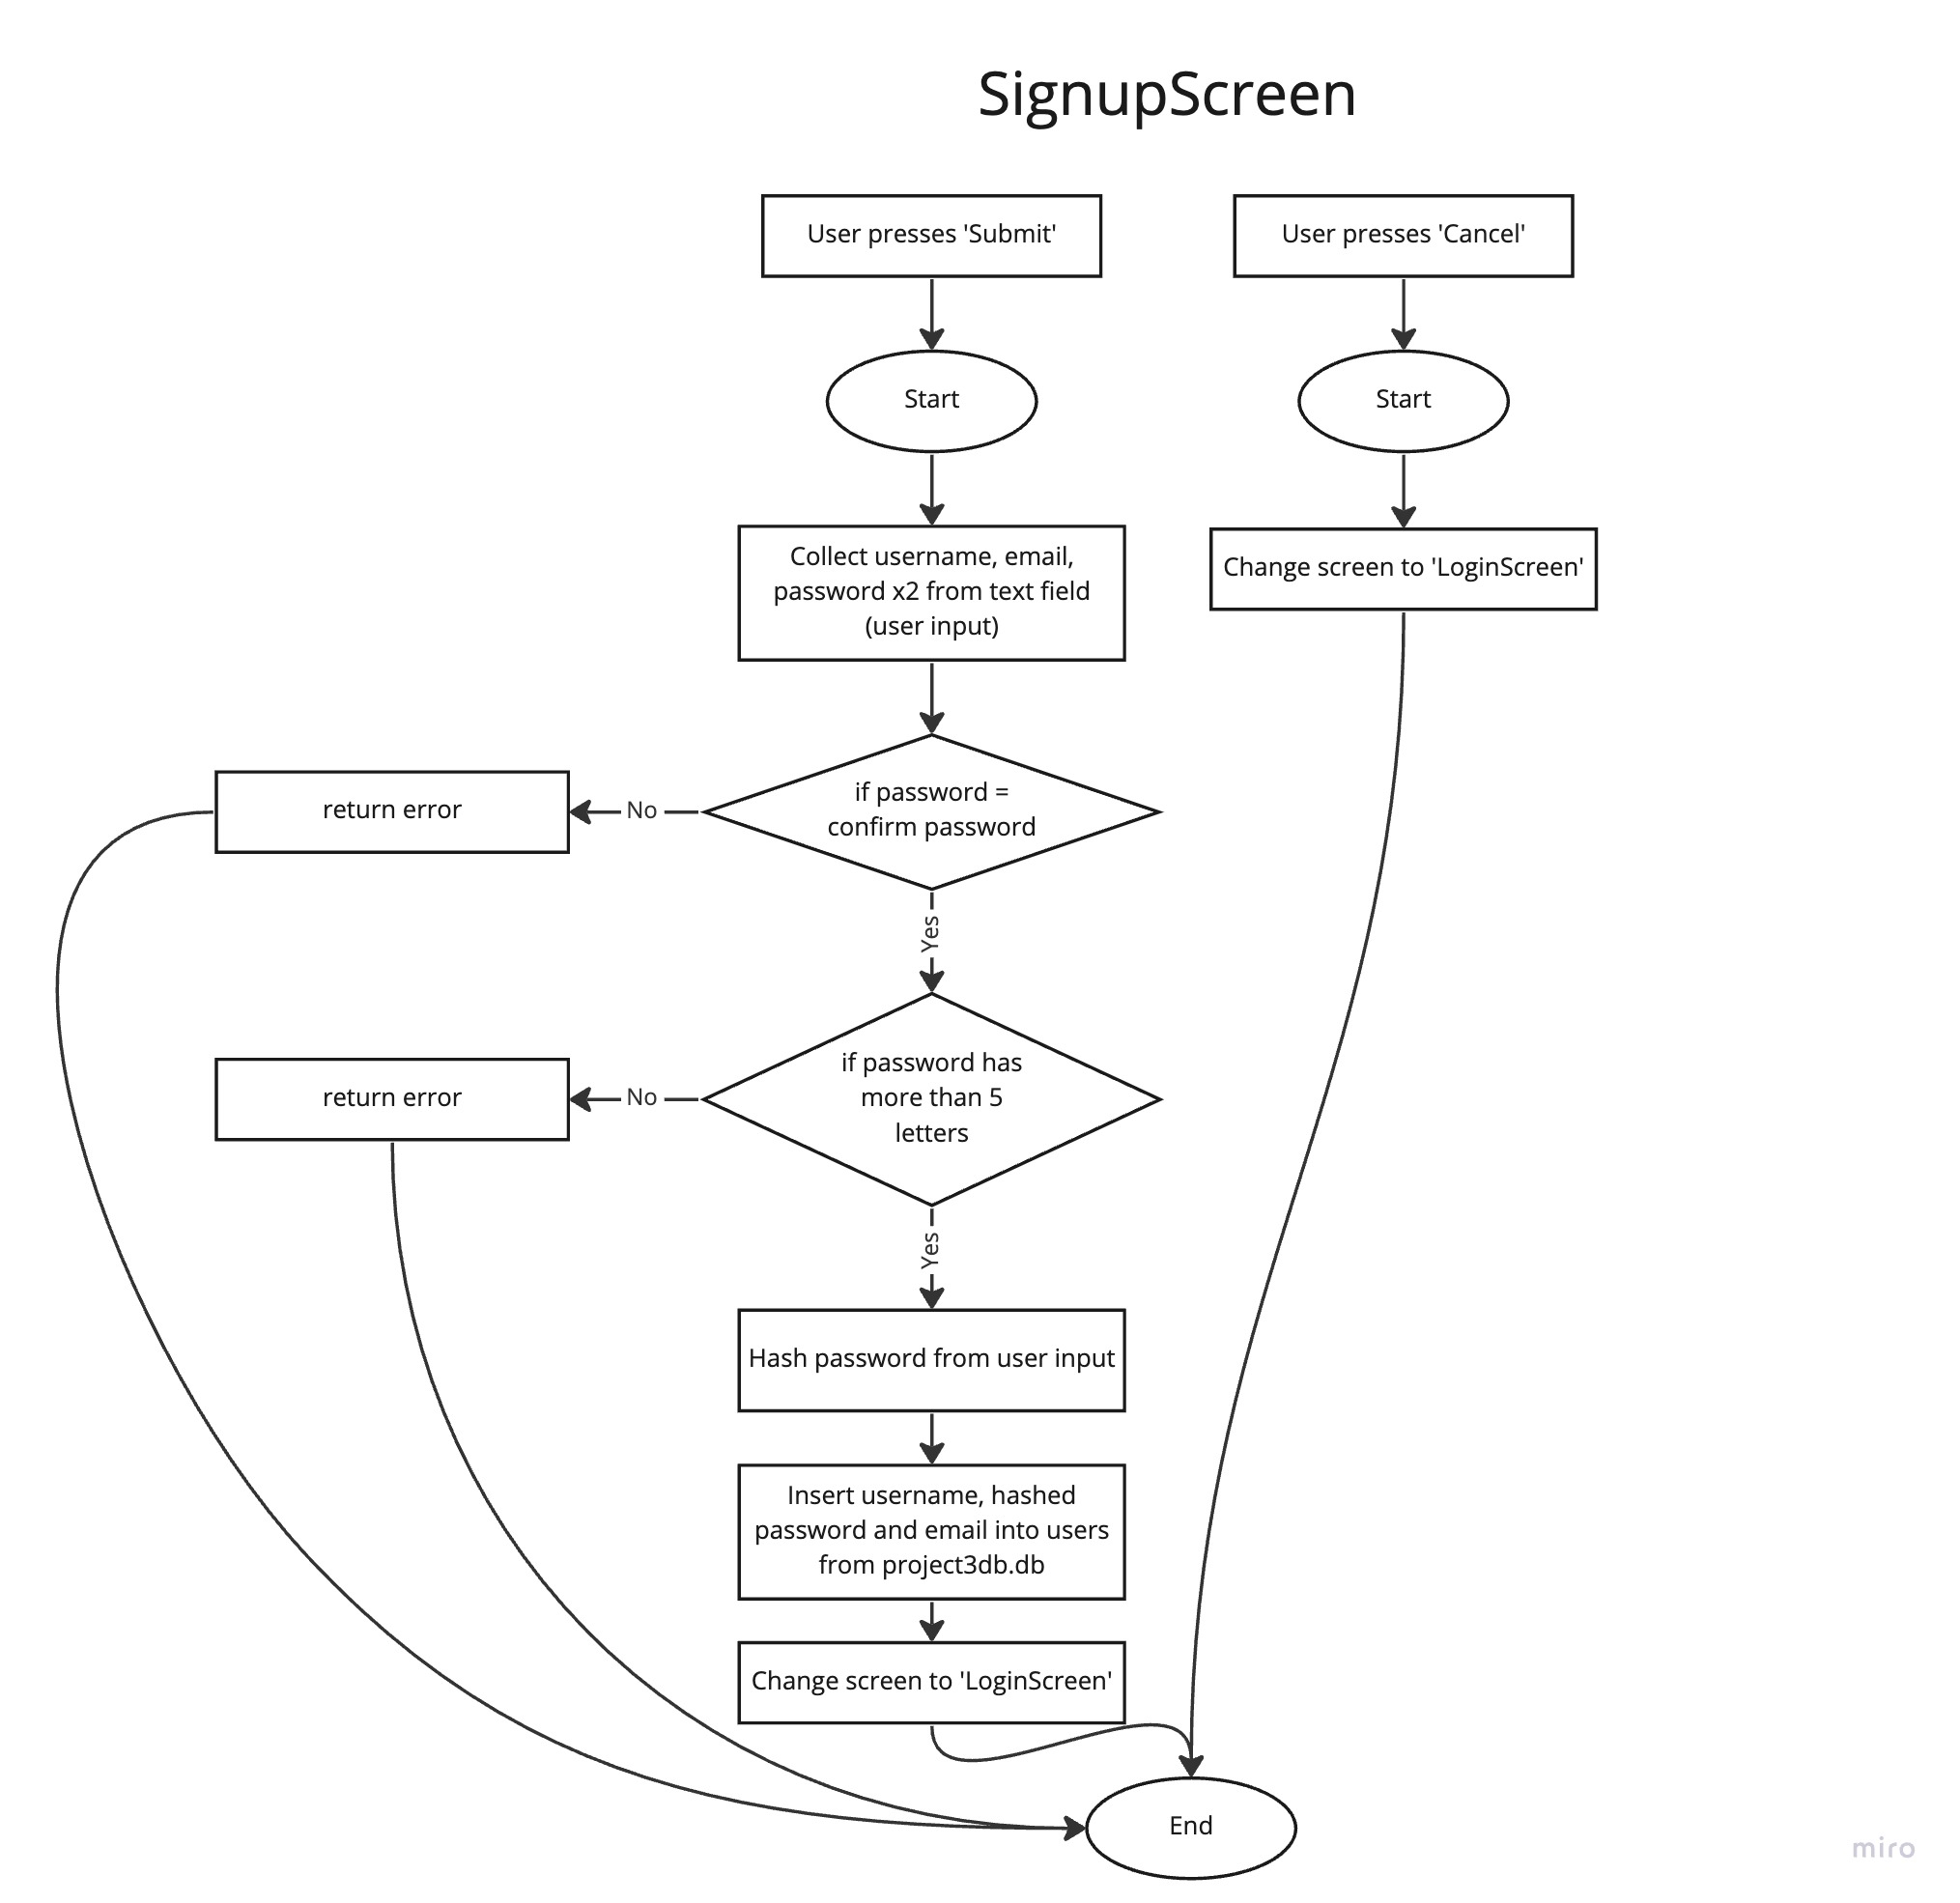 SignupScreen
User presses 'Submit'
User presses 'Cancel'
Start
Start
Collect username, email,
password x2 from text field
(user input)
Change screen to 'LoginScreen'
if password =
confirm password
No
return error
Yes
if password has
more than 5
letters
No
return error
Yes
Hash password from user input
Insert username, hashed
password and email into users
from project3db.db
Change screen to 'LoginScreen'
End
miro